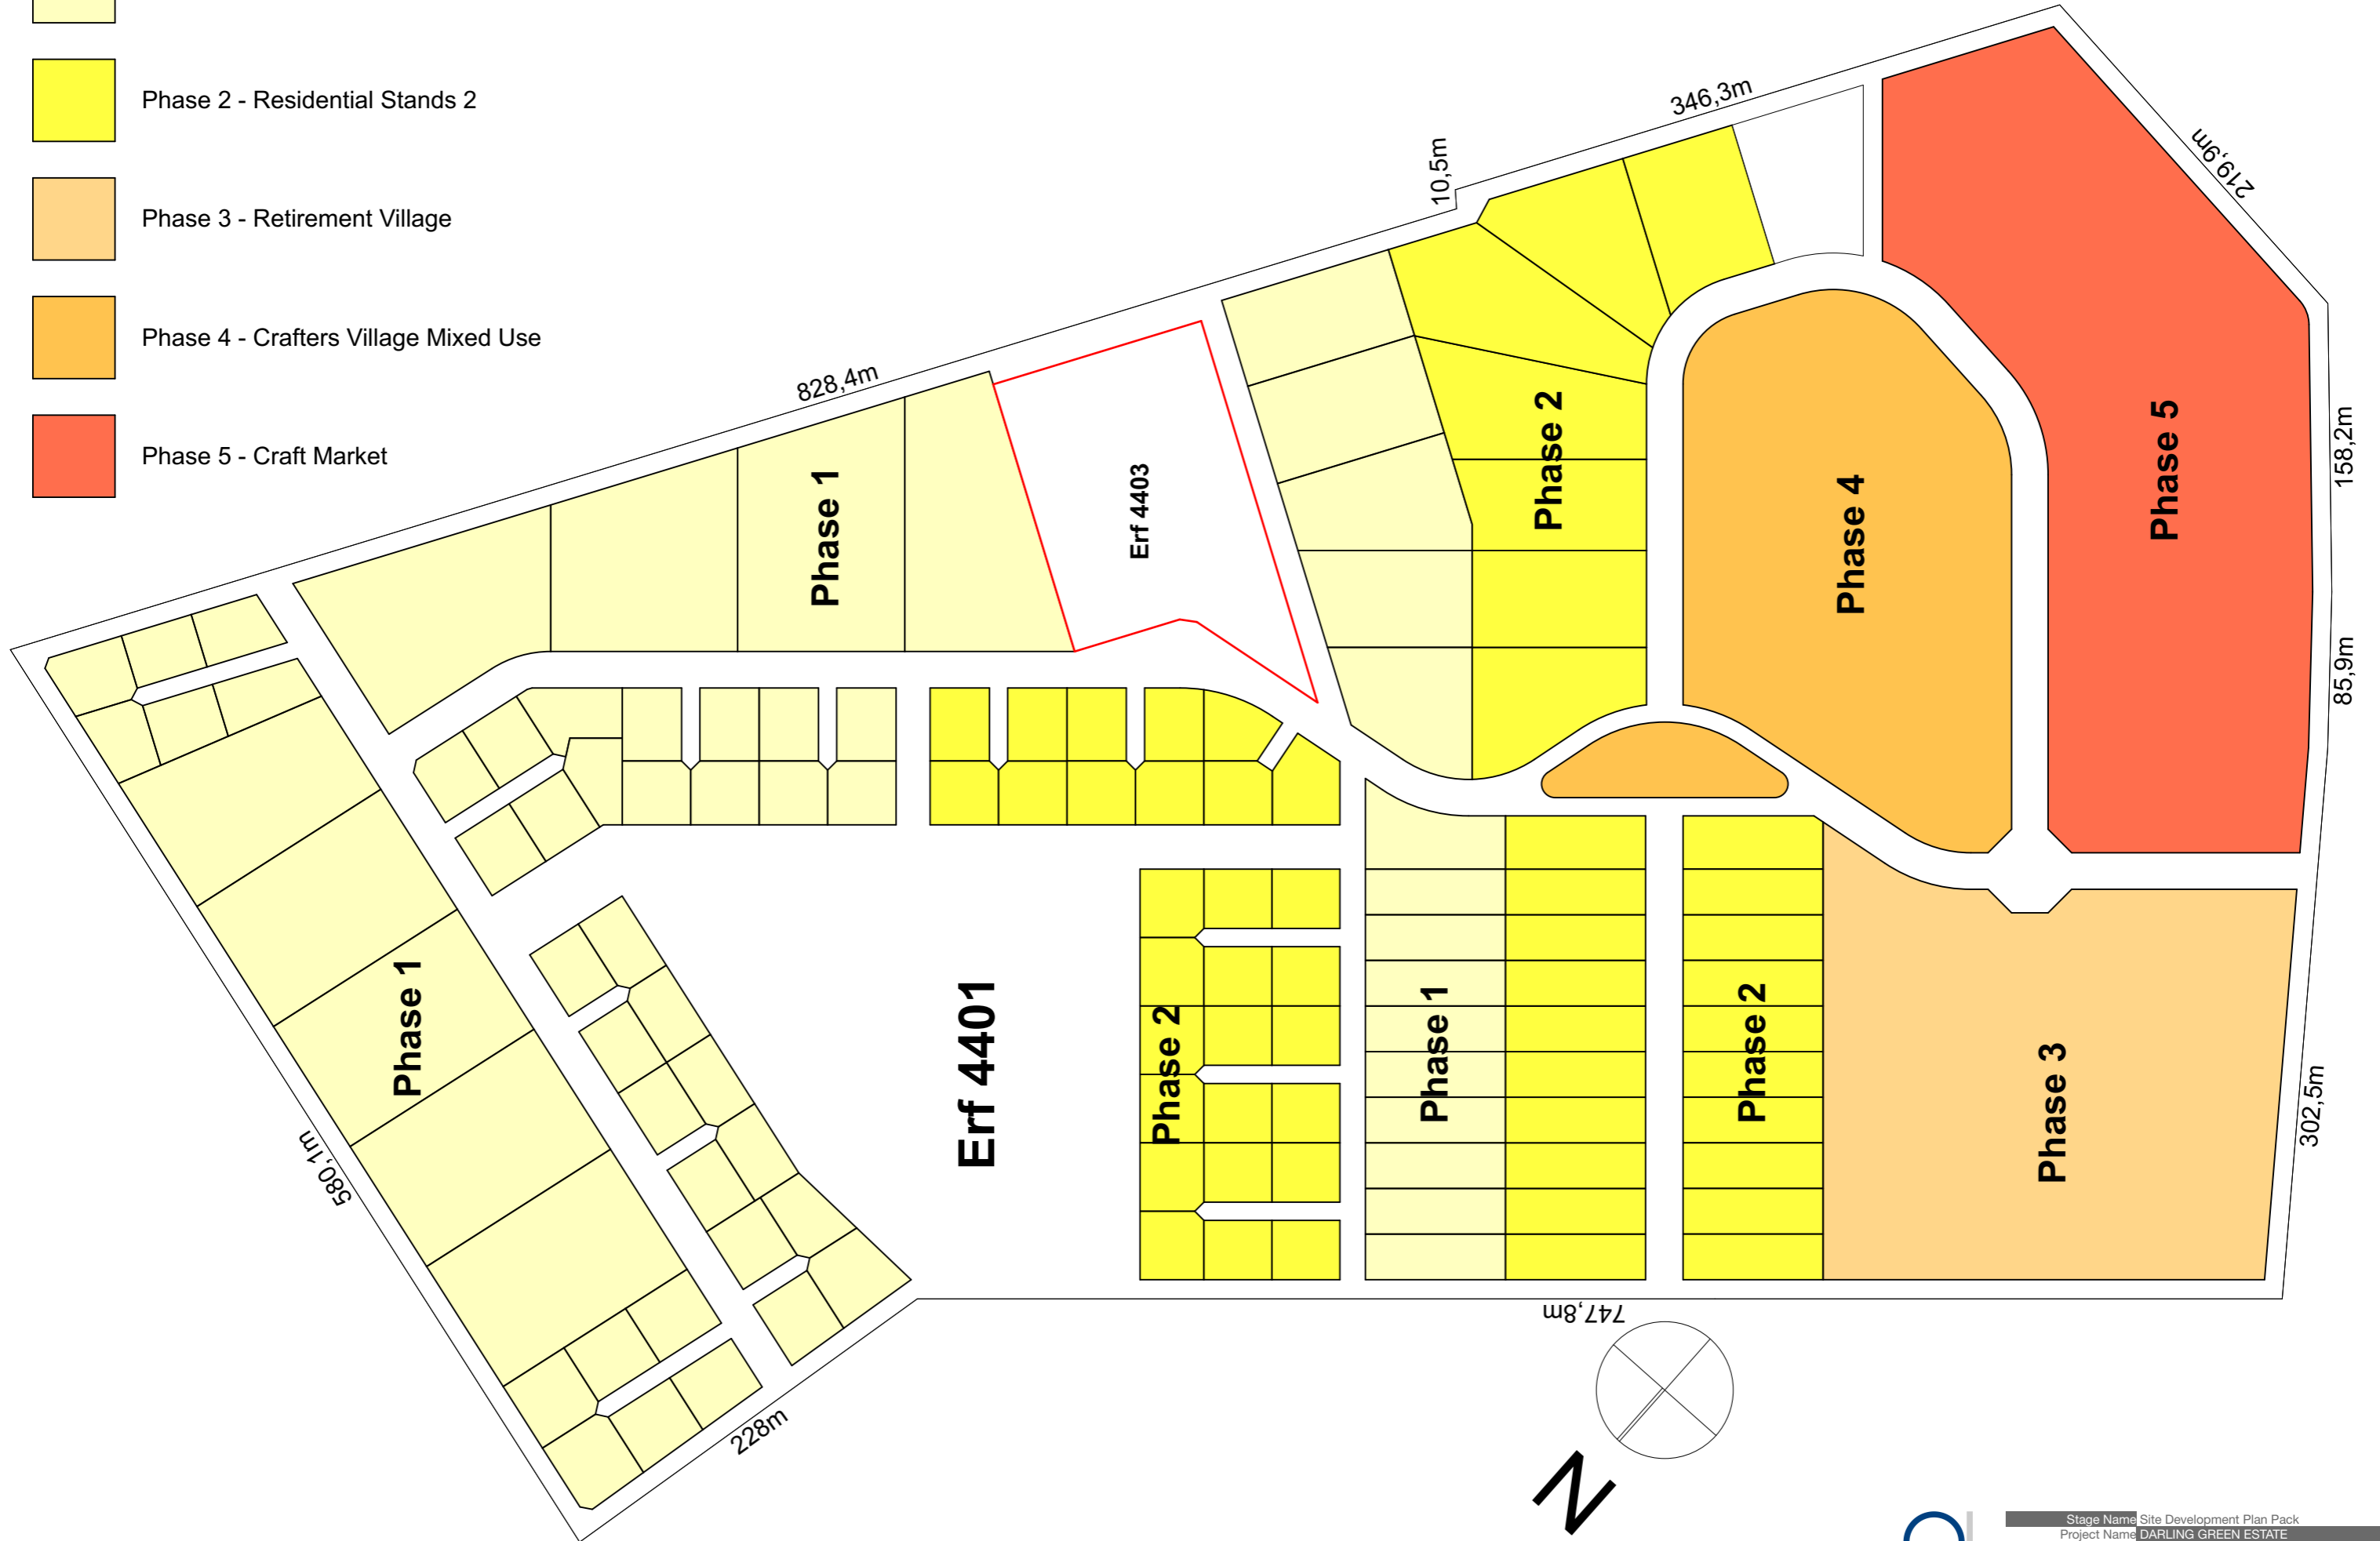 Phase 2 - Residential Stands 2
Phase 3 - Retirement Village
Phase 4 - Crafters Village Mixed Use
Phase 5 - Craft Market
346,3m
10,5m
219,9m
828,4m
158,2m
85,9m
302,5m
747,8m
228m
580,1m
Phase 1
Erf 4403
Phase 2
Phase 4
Phase 5
Phase 1
Erf 4401
Phase 2
Phase 1
Phase 2
Phase 3
N
Stage Name Site Development Plan Pack
Project Name DARLING GREEN ESTATE